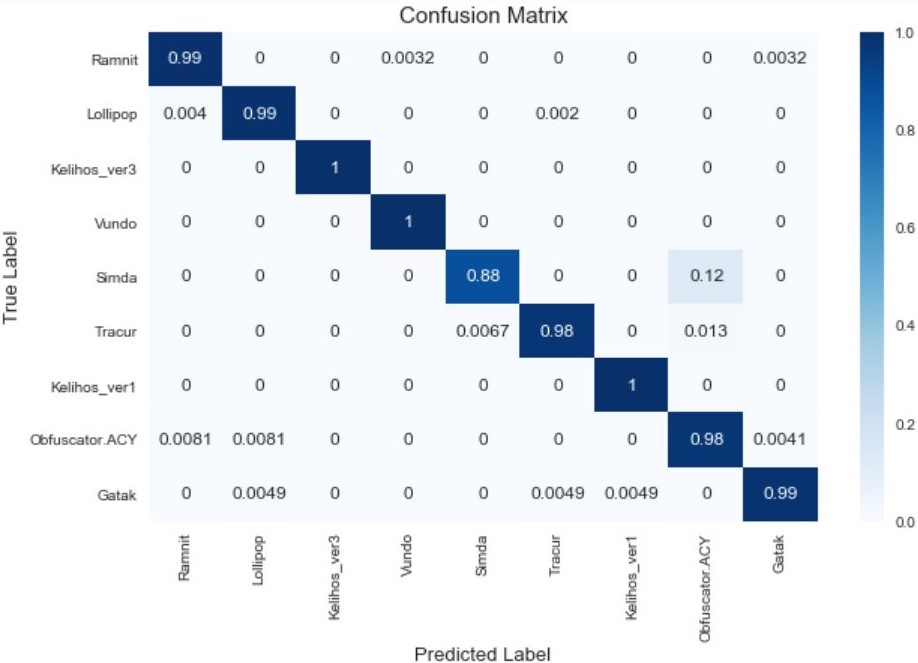 Confusion Matrix
Ramnit 0.99 0 0 0.0032 0 0 0 0 0.0032
Lollipop 0.004 0.99 0 0 0 0.002 0 0 0
Kelihos_ver3 0 0 1 0 0 0 0 0 0
Vundo 0 0 0 1 0 0 0 0 0
Simda 0 0 0 0 0.88 0 0 0.12 0
Tracur 0 0 0 0 0.0067 0.98 0 0.013 0
Kelihos_ver1 0 0 0 0 0 0 1 0 0
Obfuscator.ACY 0.0081 0.0081 0 0 0 0 0 0.98 0.0041
Gatak 0 0.0049 0 0 0 0.0049 0.0049 0 0.99
True Label
Ramnit Lollipop Kelihos_ver3 Vundo Simda Tracur Kelihos_ver1 Obfuscator.ACY Gatak
Predicted Label
1.0
0.8
0.6
0.4
0.2
0.0